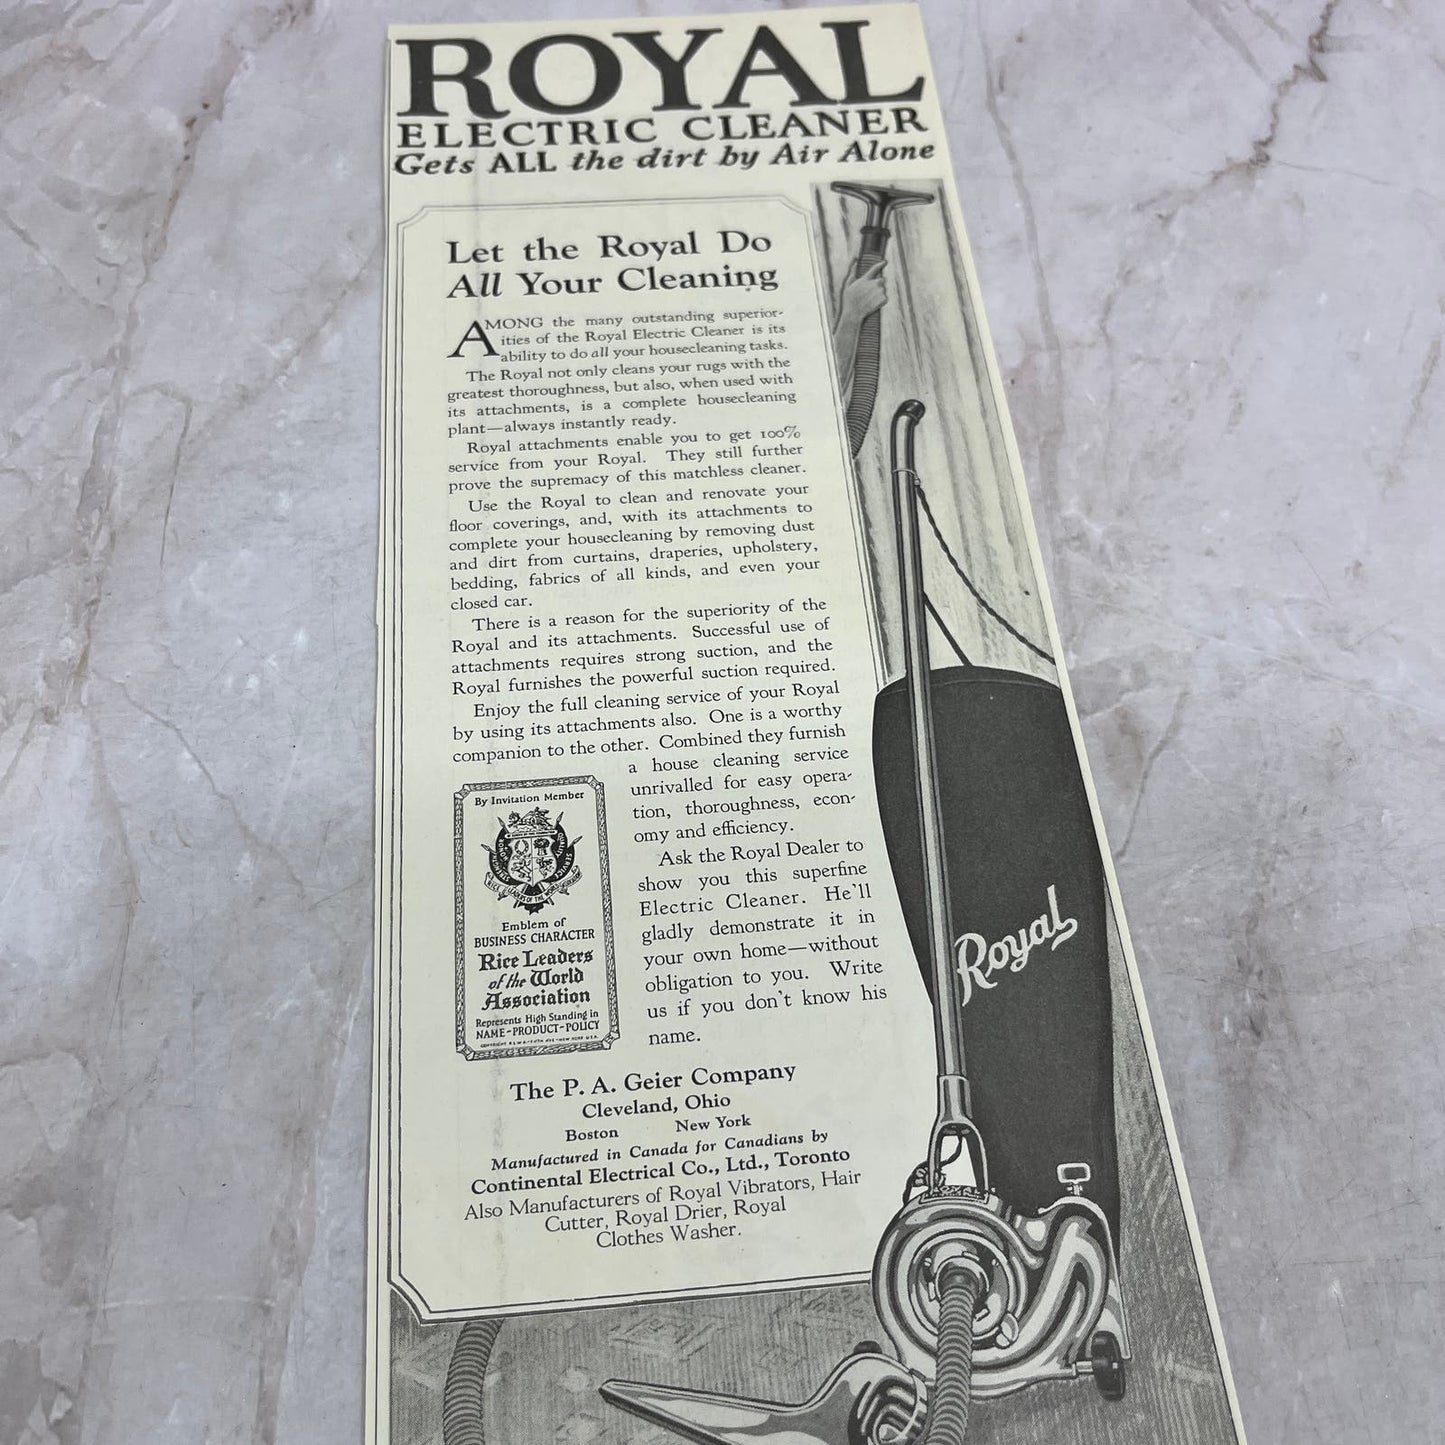 ROYAL
ELECTRIC CLEANER
Gets ALL the dirt by Air Alone
Let the Royal Do
All Your Cleaning
AMONG the many outstanding superior-
ities of the Royal Electric Cleaner is its
ability to do all your housecleaning tasks.
The Royal not only cleans your rugs with the
greatest thoroughness, but also, when used with
its attachments, is a complete housecleaning
plant—always instantly ready.
Royal attachments enable you to get 100%
service from your Royal. They still further
prove the supremacy of this matchless cleaner.
Use the Royal to clean and renovate your
floor coverings, and, with its attachments to
complete your housecleaning by removing dust
and dirt from curtains, draperies, upholstery,
bedding, fabrics of all kinds, and even your
closed car.
There is a reason for the superiority of the
Royal and its attachments. Successful use of
attachments requires strong suction, and the
Royal furnishes the powerful suction required.
Enjoy the full cleaning service of your Royal
by using its attachments also. One is a worthy
companion to the other. Combined they furnish
a house cleaning service
unrivalled for easy opera-
tion, thoroughness, econ-
omy and efficiency.
Ask the Royal Dealer to
show you this superfine
Electric Cleaner. He'll
gladly demonstrate it in
your own home—without
obligation to you. Write
us if you don't know his
name.
By Invitation Member
RICE LEADERS OF THE WORLD ASSOCIATION
Emblem of
BUSINESS CHARACTER
Rice Leaders
of the World
Association
Represents High Standing in
NAME-PRODUCT-POLICY
The P. A. Geier Company
Cleveland, Ohio
Boston New York
Manufactured in Canada for Canadians by
Continental Electrical Co., Ltd., Toronto
Also Manufacturers of Royal Vibrators, Hair
Cutter, Royal Drier, Royal
Clothes Washer.
Royal